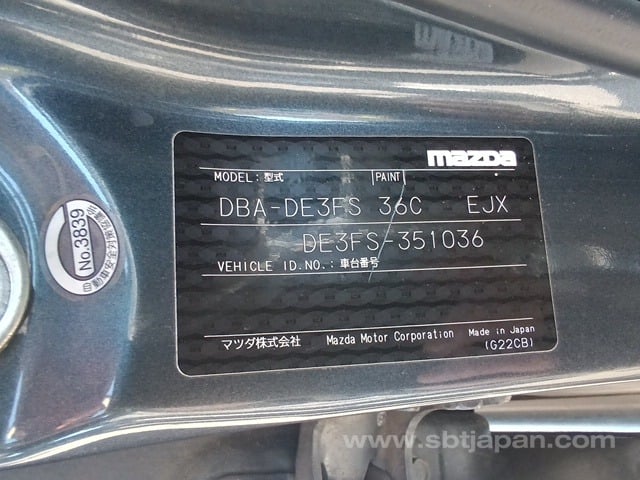 mazda
MODEL: 型式 PAINT
DBA-DE3FS 36C EJX
DE3FS-351036
VEHICLE ID.NO.: 車台番号
マツダ株式会社 Mazda Motor Corporation Made in Japan
(G22CB)
No.3839
www.sbtjapan.com